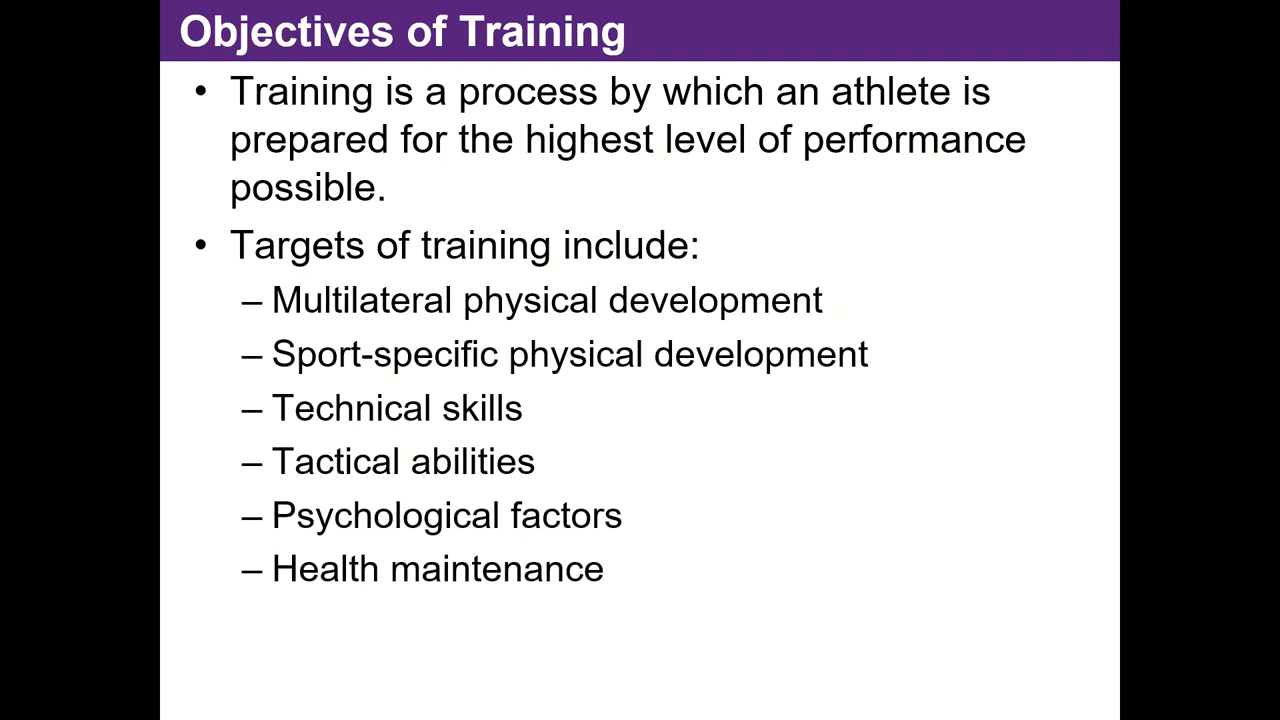 Objectives of Training
• Training is a process by which an athlete is
prepared for the highest level of performance
possible.
• Targets of training include:
– Multilateral physical development
– Sport-specific physical development
– Technical skills
– Tactical abilities
– Psychological factors
– Health maintenance